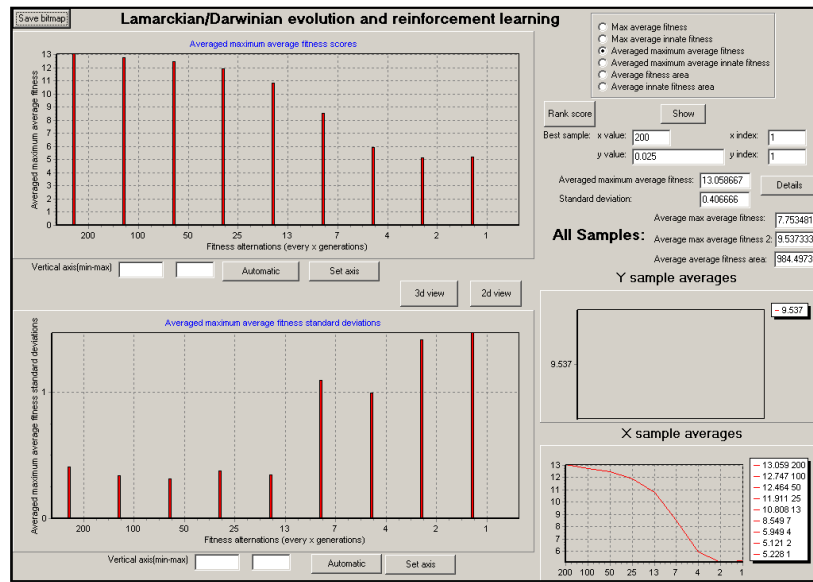 Save bitmap
Lamarckian/Darwinian evolution and reinforcement learning
Averaged maximum average fitness scores
Averaged maximum average fitness
13
12
11
10
9
8
7
6
5
4
3
2
1
0
200 100 50 25 13 7 4 2 1
Fitness alternations (every x generations)
Vertical axis(min-max)
Automatic
Set axis
3d view
2d view
Averaged maximum average fitness standard deviations
Averaged maximum average fitness standard deviations
1
0
200 100 50 25 13 7 4 2 1
Fitness alternations (every x generations)
Vertical axis(min-max)
Automatic
Set axis
Max average fitness
Max average innate fitness
Averaged maximum average fitness
Averaged maximum average innate fitness
Average fitness area
Average innate fitness area
Rank score
Show
Best sample: x value: 200 x index: 1
y value: 0.025 y index: 1
Averaged maximum average fitness: 13.058667
Standard deviation: 0.406666
Details
All Samples:
Average max average fitness: 7.753481
Average max average fitness 2: 9.537333
Average average fitness area: 984.4973
Y sample averages
9.537
9.537
X sample averages
13
12
11
10
9
8
7
6
200 100 50 25 13 7 4 2 1
13.059 200
12.747 100
12.464 50
11.911 25
10.808 13
8.549 7
5.949 4
5.121 2
5.228 1